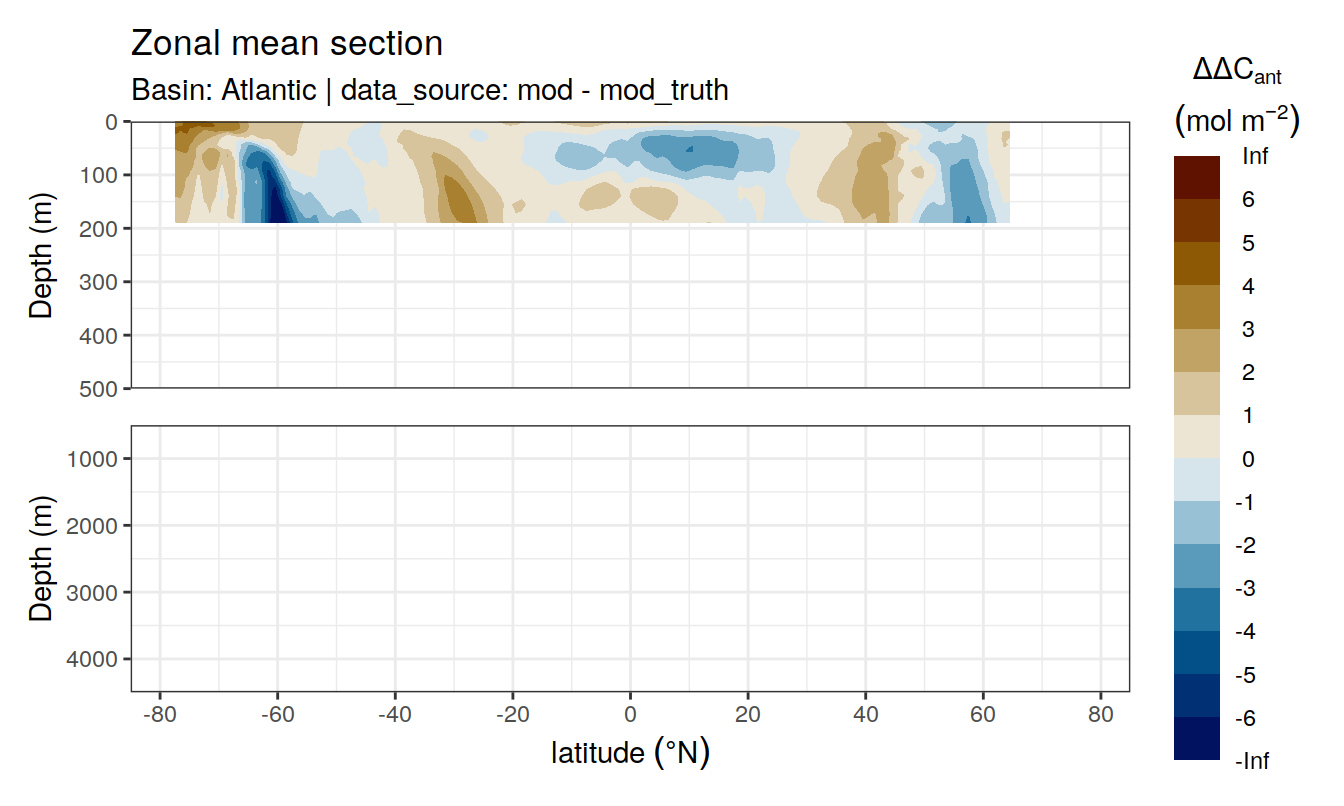 Zonal mean section
Basin: Atlantic | data_source: mod - mod_truth
ΔΔCant
(mol m⁻²)
Inf
6
5
4
3
2
1
0
-1
-2
-3
-4
-5
-6
-Inf
Depth (m)
0
100
200
300
400
500
Depth (m)
1000
2000
3000
4000
-80 -60 -40 -20 0 20 40 60 80
latitude (°N)